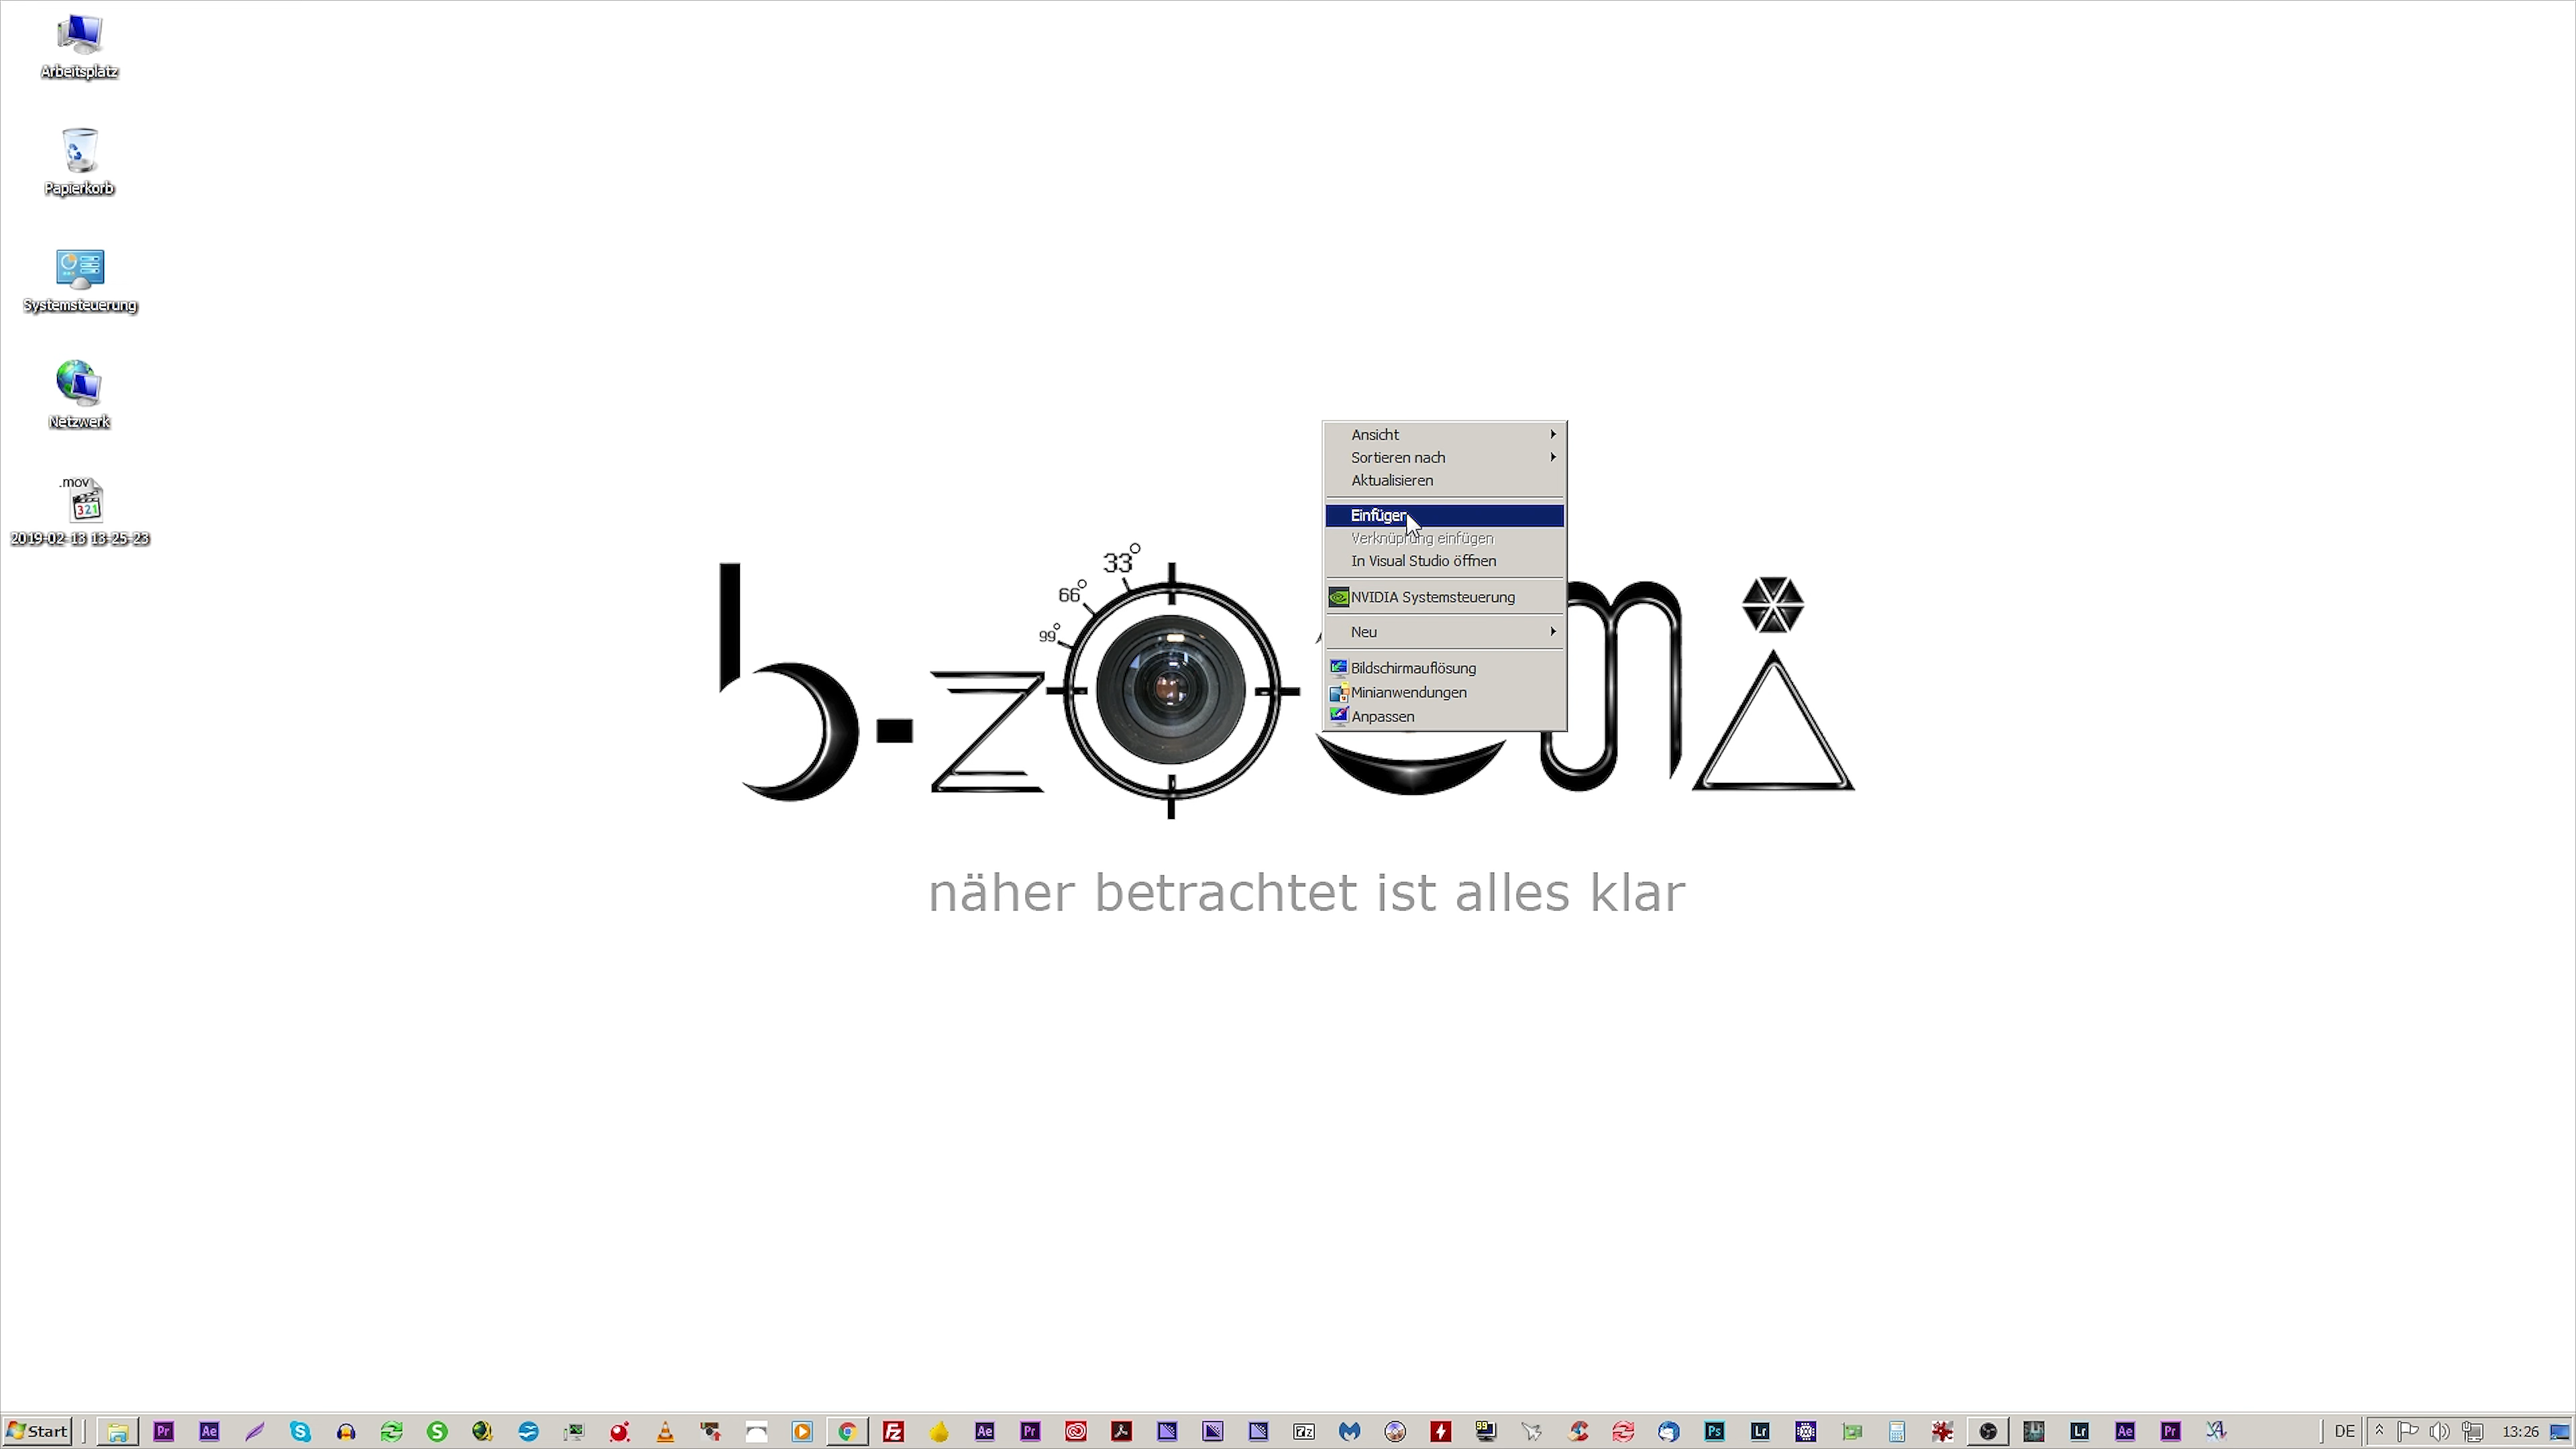 Arbeitsplatz
Papierkorb
Systemsteuerung
Netzwerk
.mov
321
2019-02-13 13-25-23
Ansicht
Sortieren nach
Aktualisieren
Einfügen
Verknüpfung einfügen
In Visual Studio öffnen
NVIDIA Systemsteuerung
Neu
Bildschirmauflösung
Minianwendungen
Anpassen
33°
66°
99°
b-z
näher betrachtet ist alles klar
Start
Pr
Ae
Ae
Pr
Ps
Lr
Lr
Ae
Pr
DE
13:26